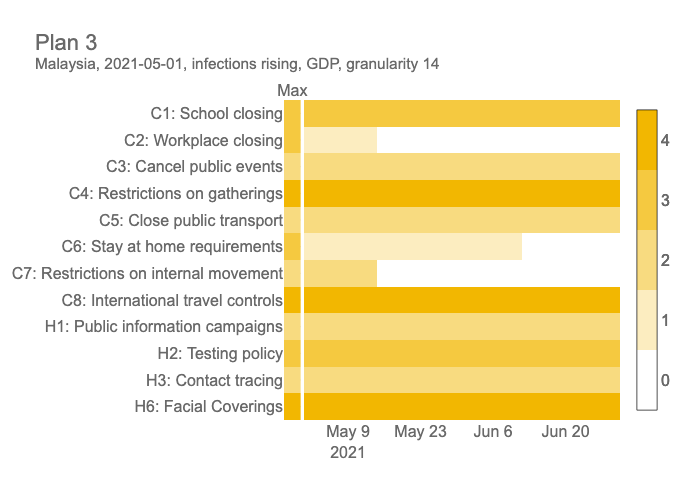 Plan 3
Malaysia, 2021-05-01, infections rising, GDP, granularity 14
Max
C1: School closing
C2: Workplace closing
C3: Cancel public events
C4: Restrictions on gatherings
C5: Close public transport
C6: Stay at home requirements
C7: Restrictions on internal movement
C8: International travel controls
H1: Public information campaigns
H2: Testing policy
H3: Contact tracing
H6: Facial Coverings
May 9 May 23 Jun 6 Jun 20
2021
4
3
2
1
0